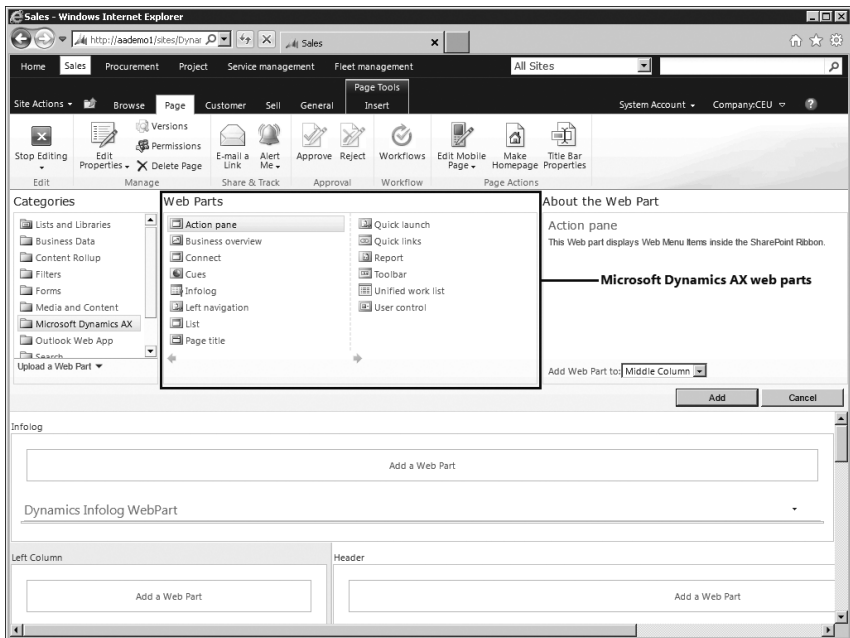 Sales - Windows Internet Explorer
http://aademo1/sites/Dynar
Sales
Home Sales Procurement Project Service management Fleet management All Sites
Page Tools
Site Actions Browse Page Customer Sell General Insert System Account Company:CEU
Stop Editing
Edit Properties
Versions
Permissions
Delete Page
E-mail a Link
Alert Me
Approve
Reject
Workflows
Edit Mobile Page
Make Homepage
Title Bar Properties
Edit Manage Share & Track Approval Workflow Page Actions
Categories
Lists and Libraries
Business Data
Content Rollup
Filters
Forms
Media and Content
Microsoft Dynamics AX
Outlook Web App
Search
Upload a Web Part
Web Parts
Action pane
Business overview
Connect
Cues
Infolog
Left navigation
List
Page title
Quick launch
Quick links
Report
Toolbar
Unified work list
User control
About the Web Part
Action pane
This Web part displays Web Menu Items inside the SharePoint Ribbon.
Microsoft Dynamics AX web parts
Add Web Part to: Middle Column
Add Cancel
Infolog
Add a Web Part
Dynamics Infolog WebPart
Left Column
Add a Web Part
Header
Add a Web Part